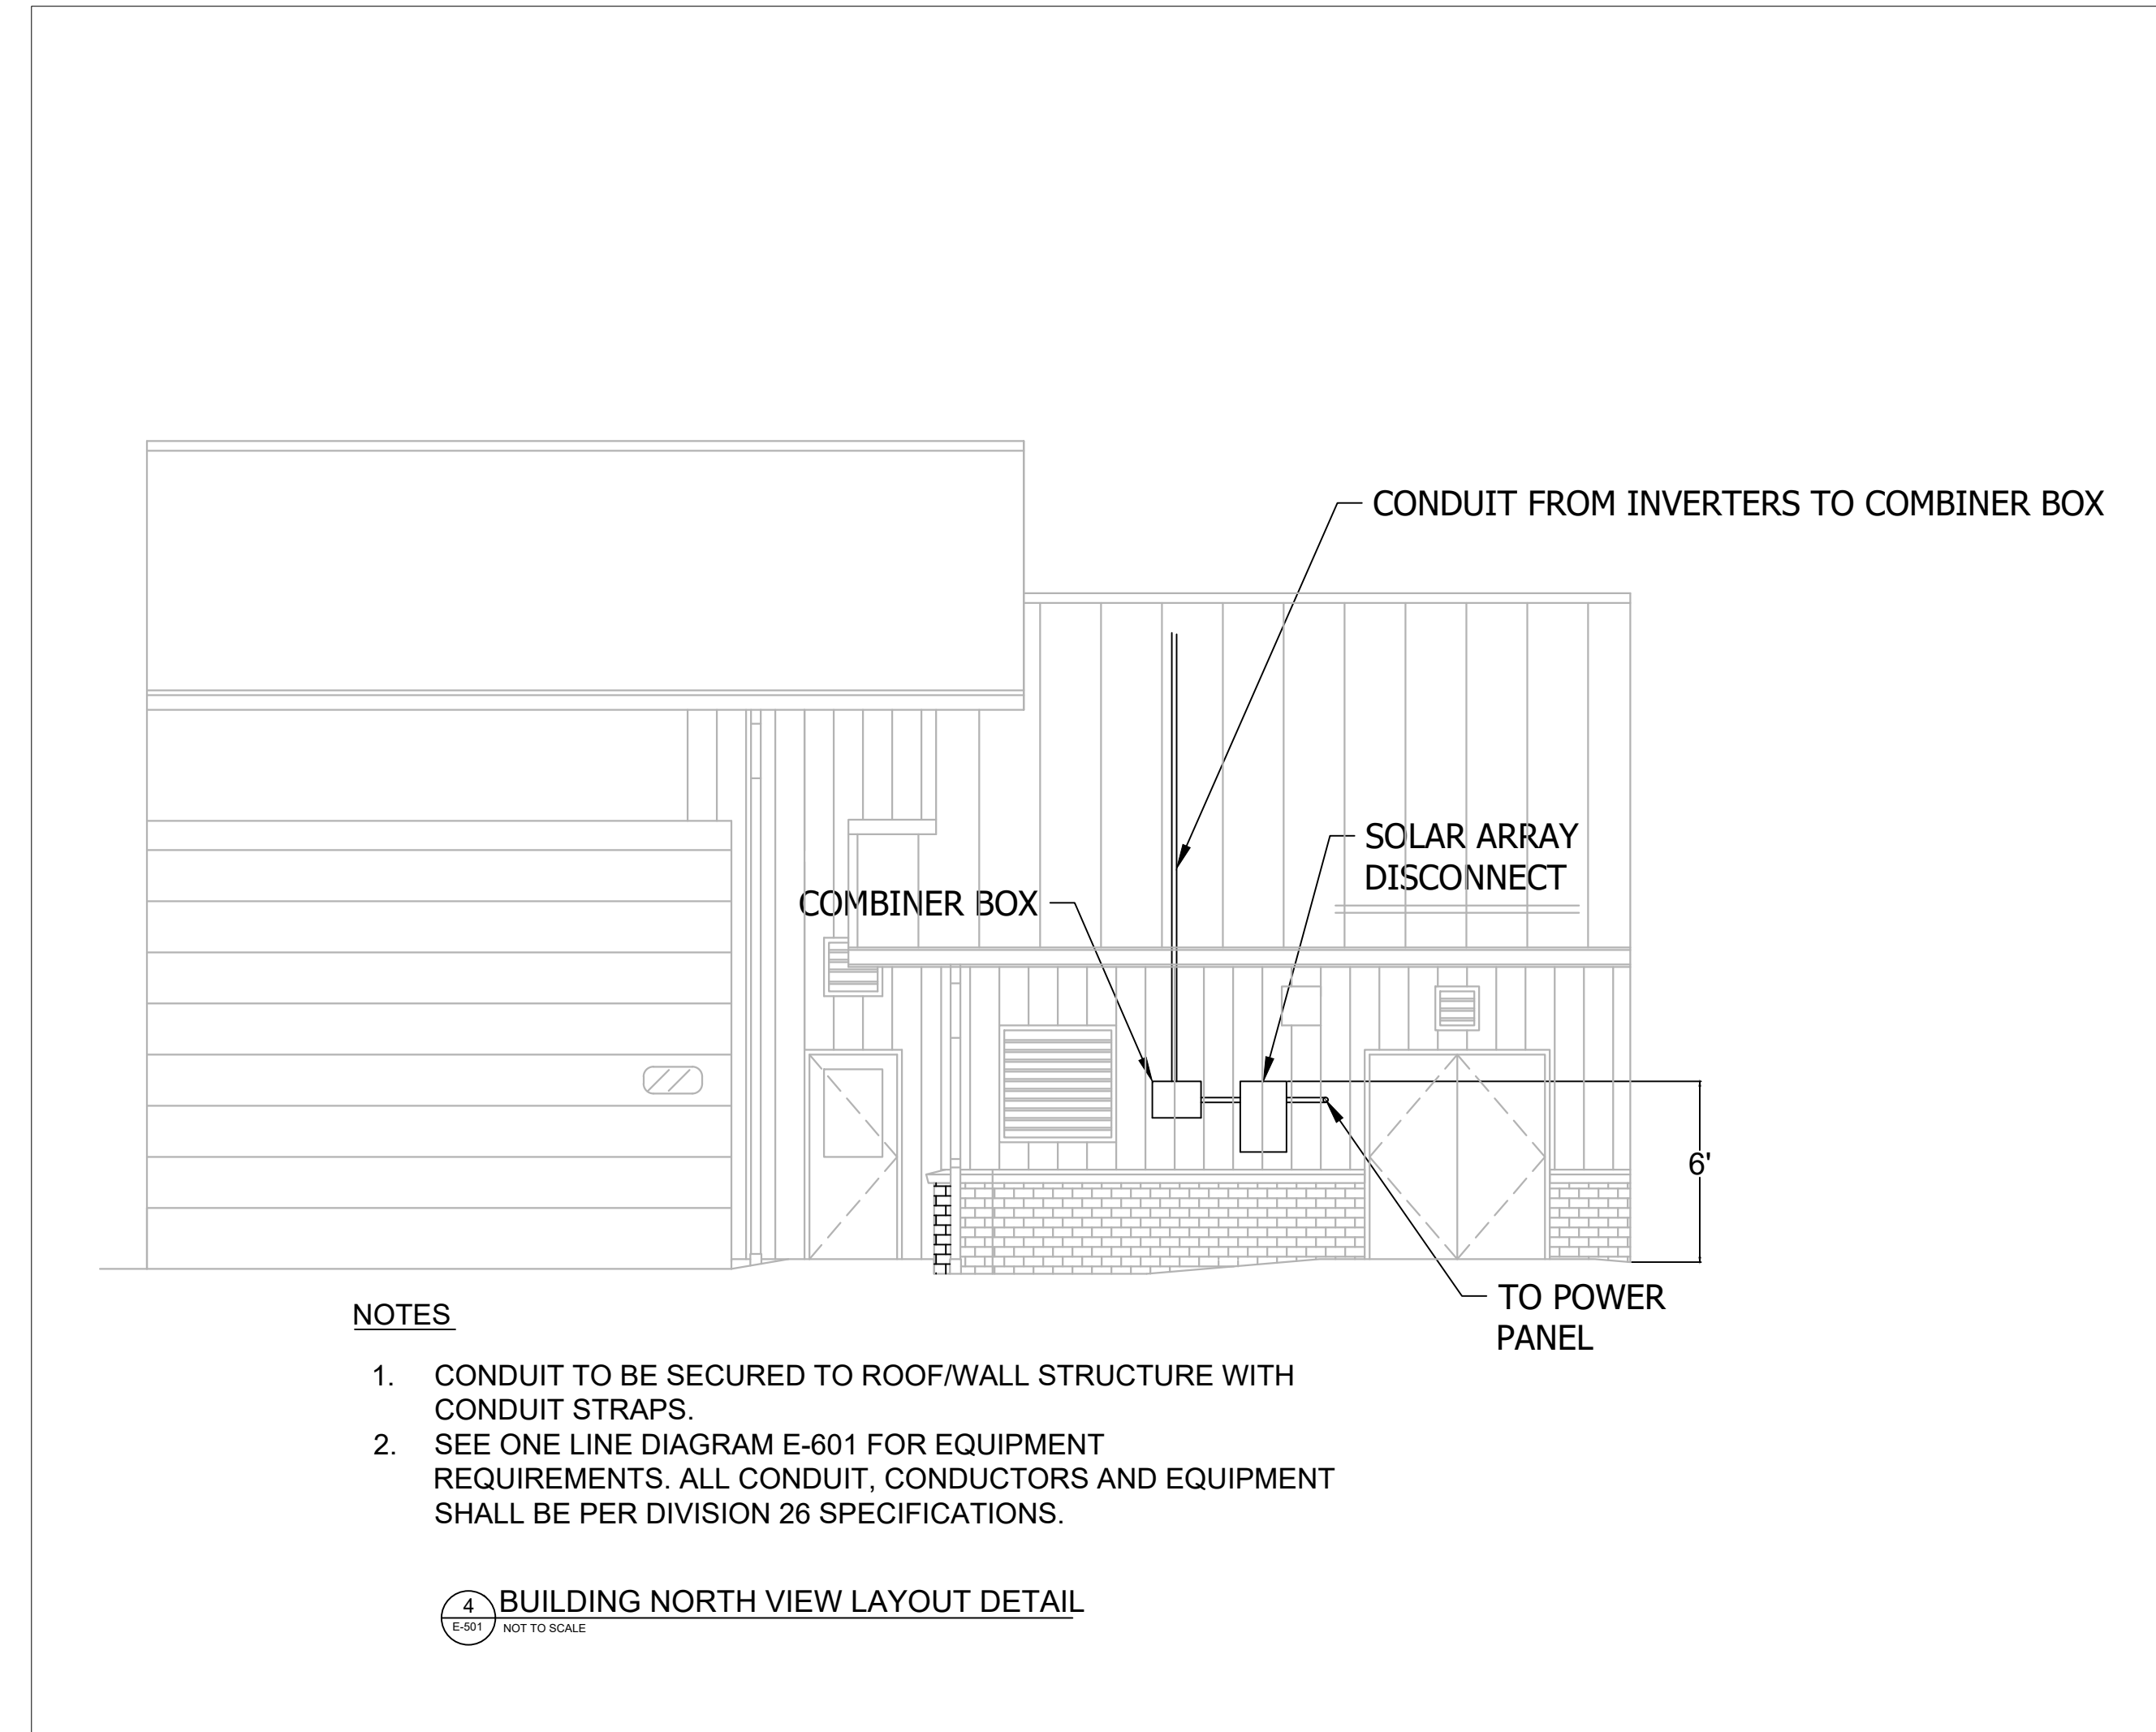 CONDUIT FROM INVERTERS TO COMBINER BOX
SOLAR ARRAY
DISCONNECT
COMBINER BOX
6'
TO POWER
PANEL
NOTES
1. CONDUIT TO BE SECURED TO ROOF/WALL STRUCTURE WITH
CONDUIT STRAPS.
2. SEE ONE LINE DIAGRAM E-601 FOR EQUIPMENT
REQUIREMENTS. ALL CONDUIT, CONDUCTORS AND EQUIPMENT
SHALL BE PER DIVISION 26 SPECIFICATIONS.
4
E-501
BUILDING NORTH VIEW LAYOUT DETAIL
NOT TO SCALE